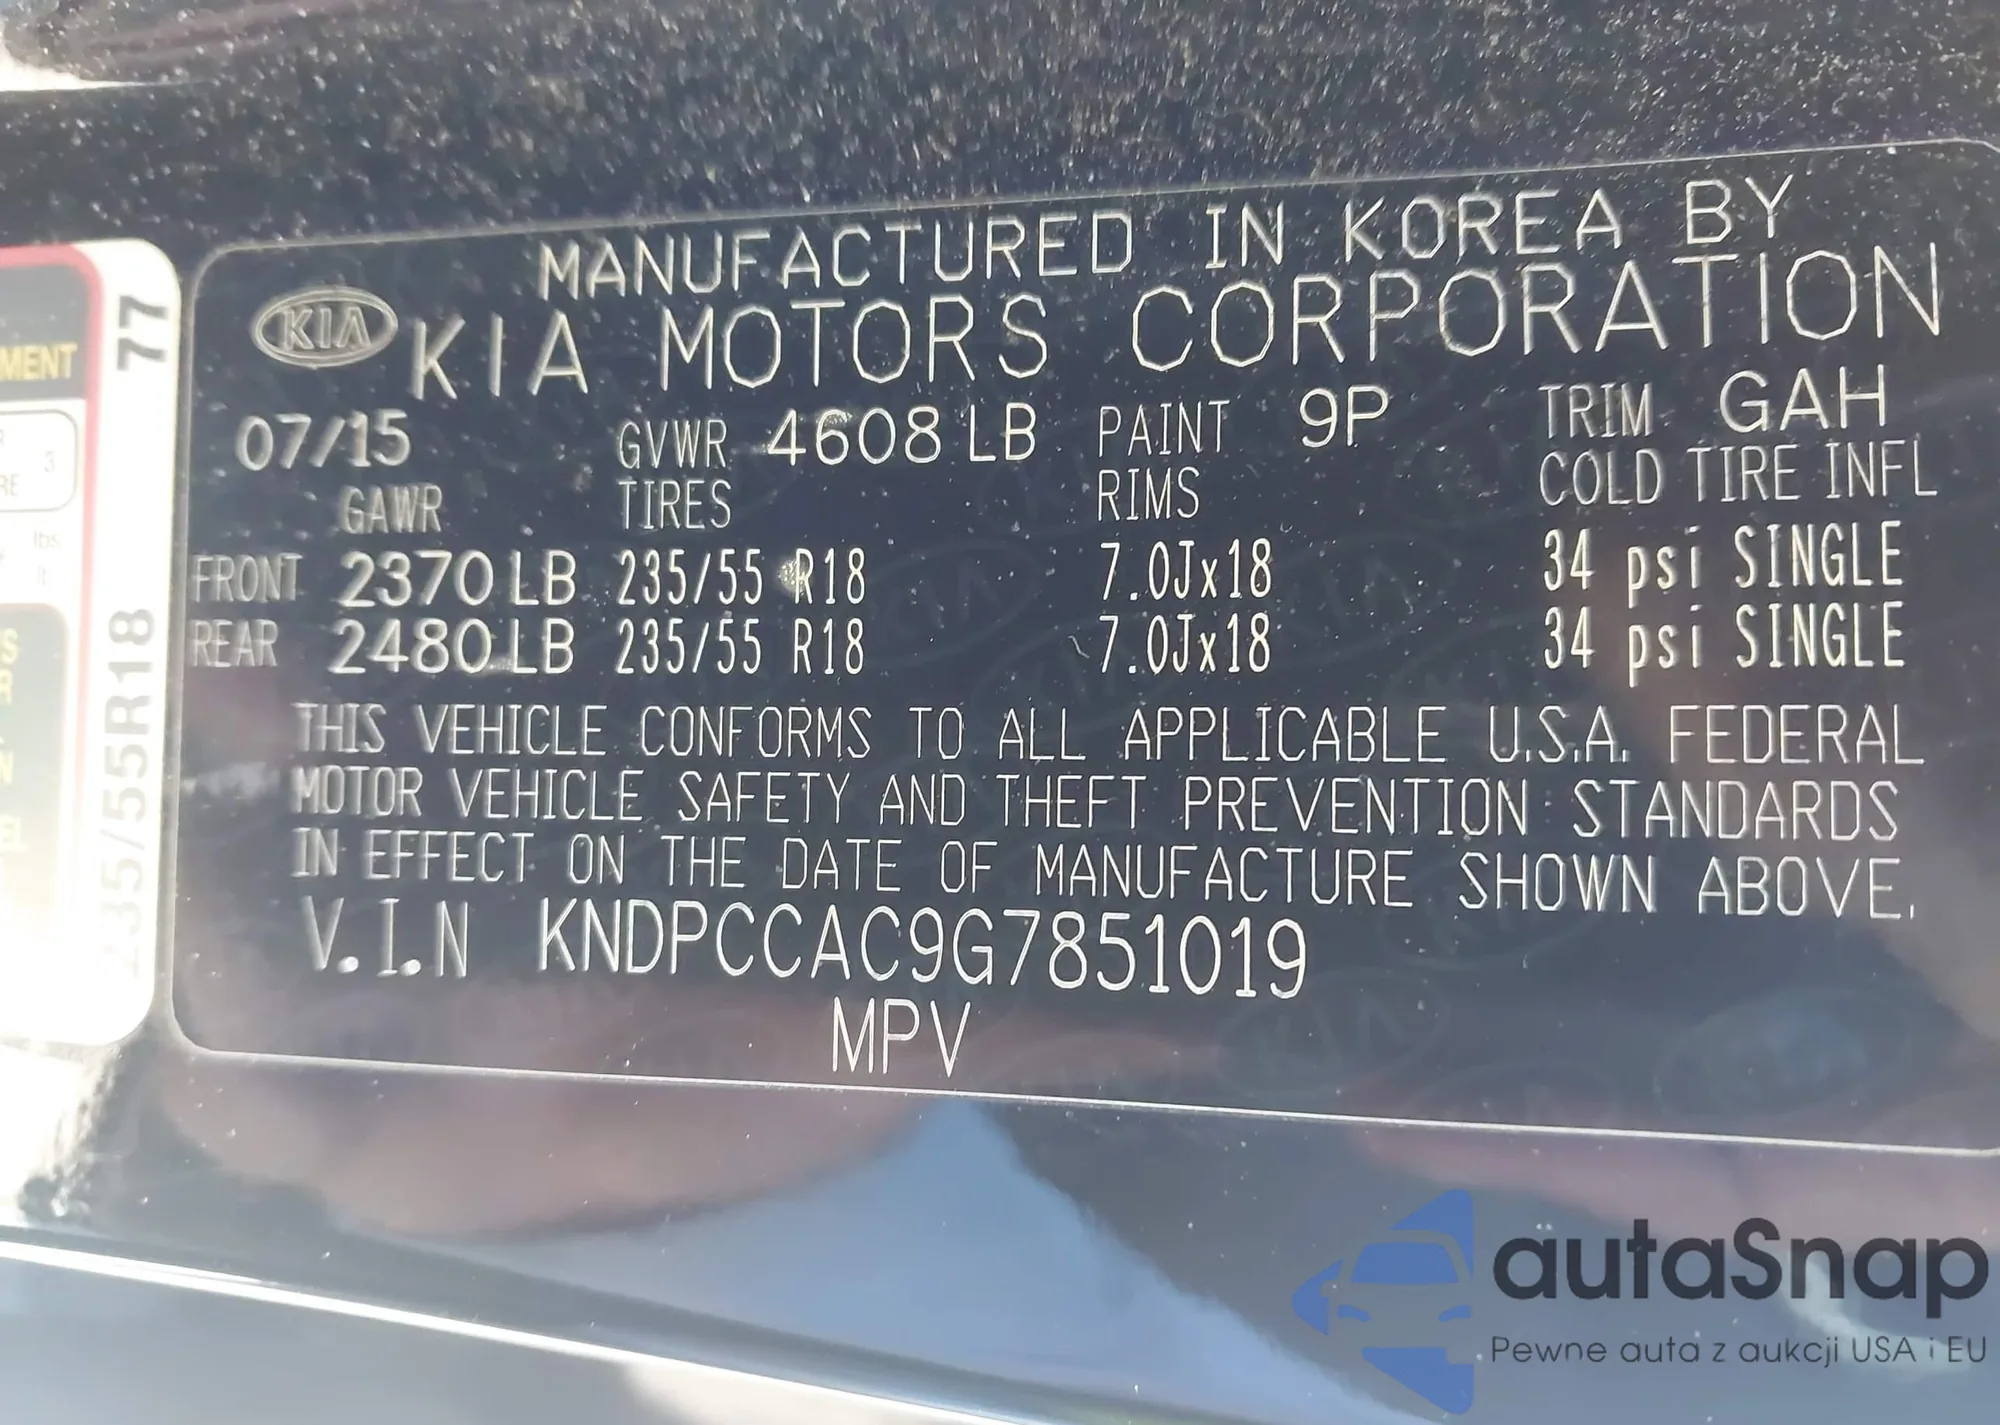 MANUFACTURED IN KOREA BY
KIA KIA MOTORS CORPORATION
07/15 GVWR 4608 LB PAINT 9P TRIM GAH
GAWR TIRES RIMS COLD TIRE INFL
FRONT 2370 LB 235/55 R18 7.0Jx18 34 psi SINGLE
REAR 2480 LB 235/55 R18 7.0Jx18 34 psi SINGLE
THIS VEHICLE CONFORMS TO ALL APPLICABLE U.S.A. FEDERAL
MOTOR VEHICLE SAFETY AND THEFT PREVENTION STANDARDS
IN EFFECT ON THE DATE OF MANUFACTURE SHOWN ABOVE.
V.I.N KNDPCCAC9G7851019
MPV
77
235/55R18
3
lbs
autaSnap
Pewne auta z aukcji USA i EU